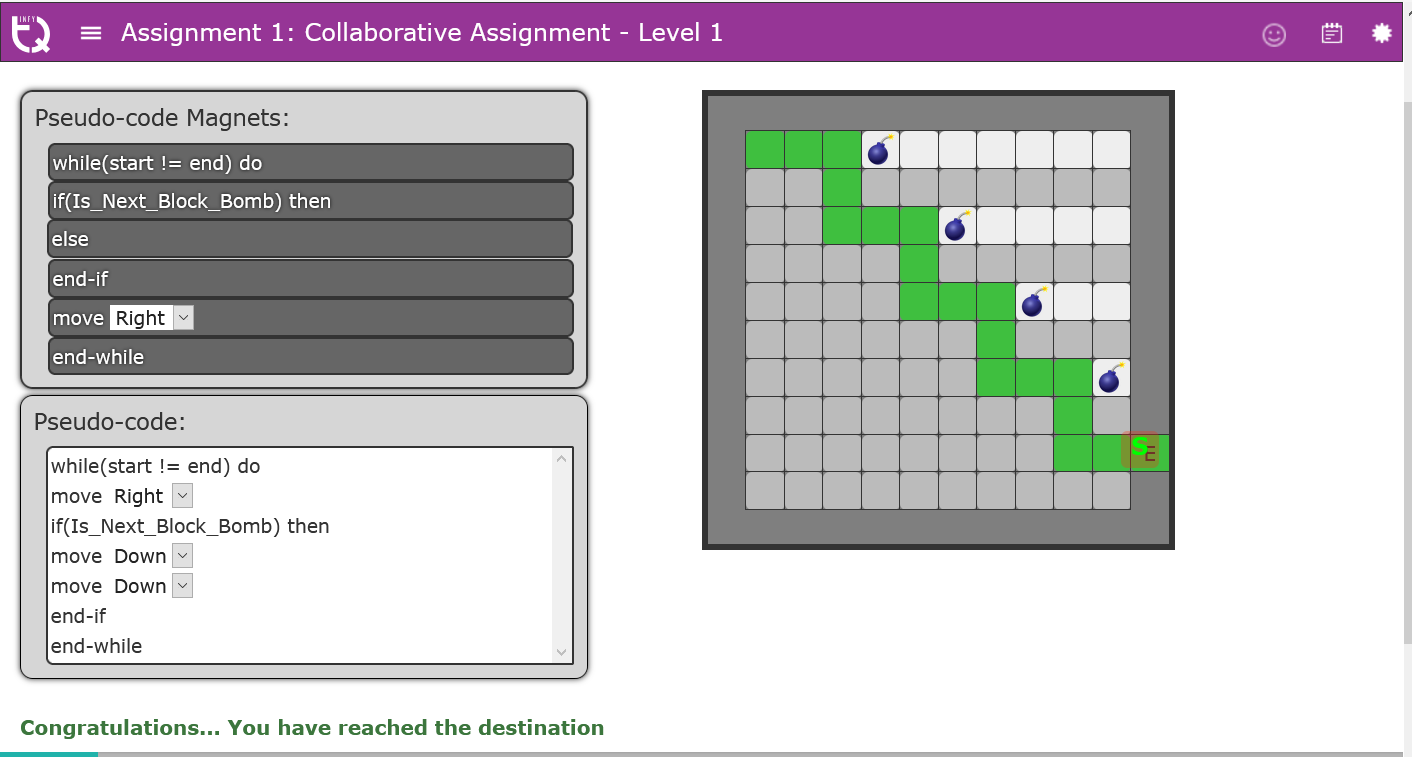 INFY
TQ
Assignment 1: Collaborative Assignment - Level 1
Pseudo-code Magnets:
while(start != end) do
if(Is_Next_Block_Bomb) then
else
end-if
move Right
end-while
Pseudo-code:
while(start != end) do
move Right
if(Is_Next_Block_Bomb) then
move Down
move Down
end-if
end-while
S
E
Congratulations... You have reached the destination